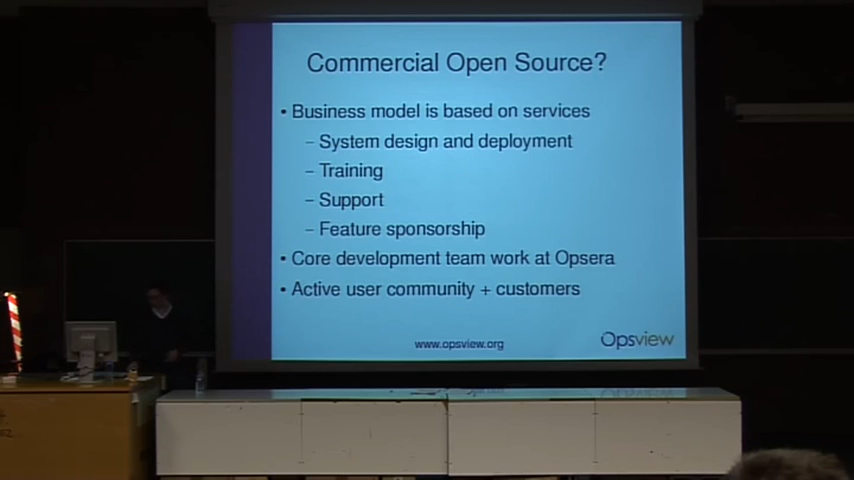 Commercial Open Source?
• Business model is based on services
– System design and deployment
– Training
– Support
– Feature sponsorship
• Core development team work at Opsera
• Active user community + customers
www.opsview.org
Opsview